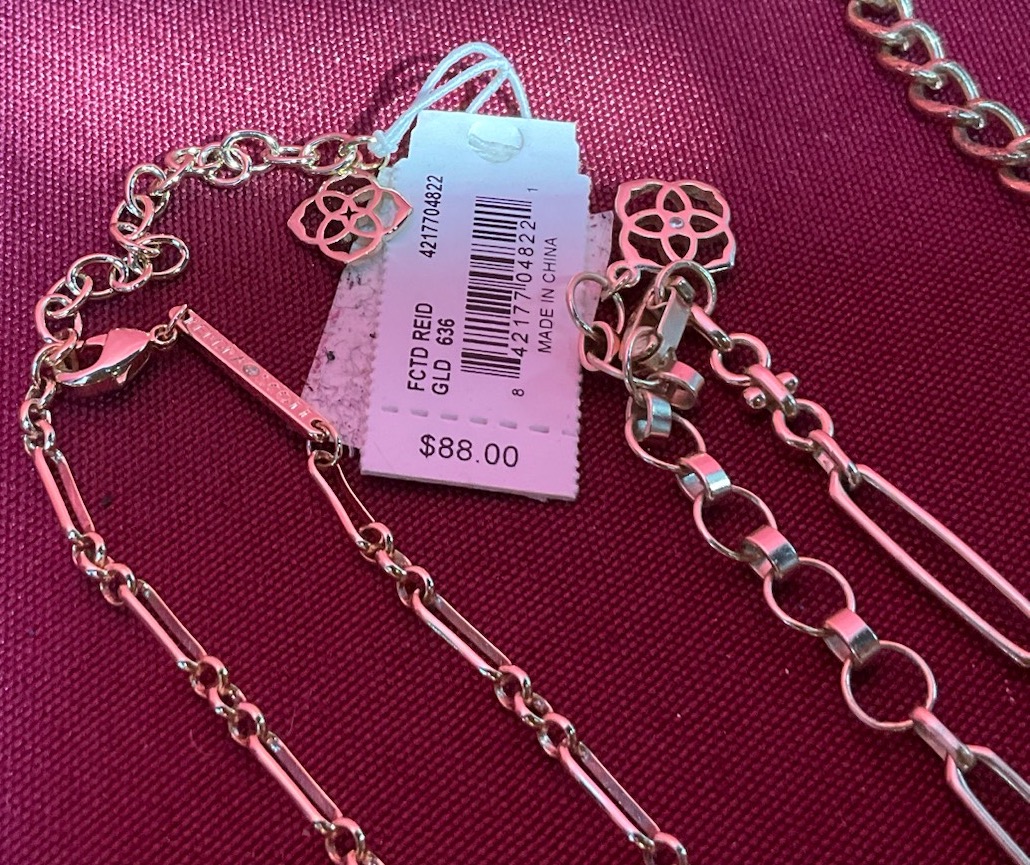 4217704822
FCTD REID
GLD 636
8 42177 04822 1
MADE IN CHINA
$88.00